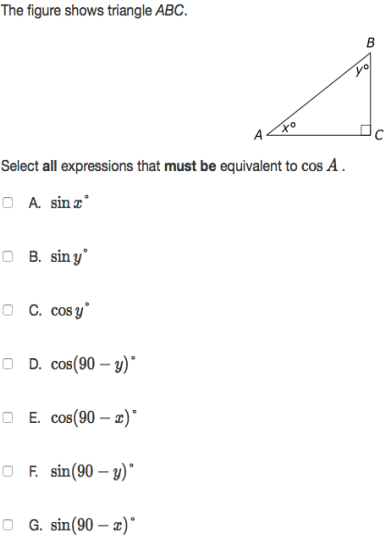 The figure shows triangle ABC.
B
y°
x°
A
C
Select all expressions that must be equivalent to cos A .
A. sin x°
B. sin y°
C. cos y°
D. cos(90 − y)°
E. cos(90 − x)°
F. sin(90 − y)°
G. sin(90 − x)°